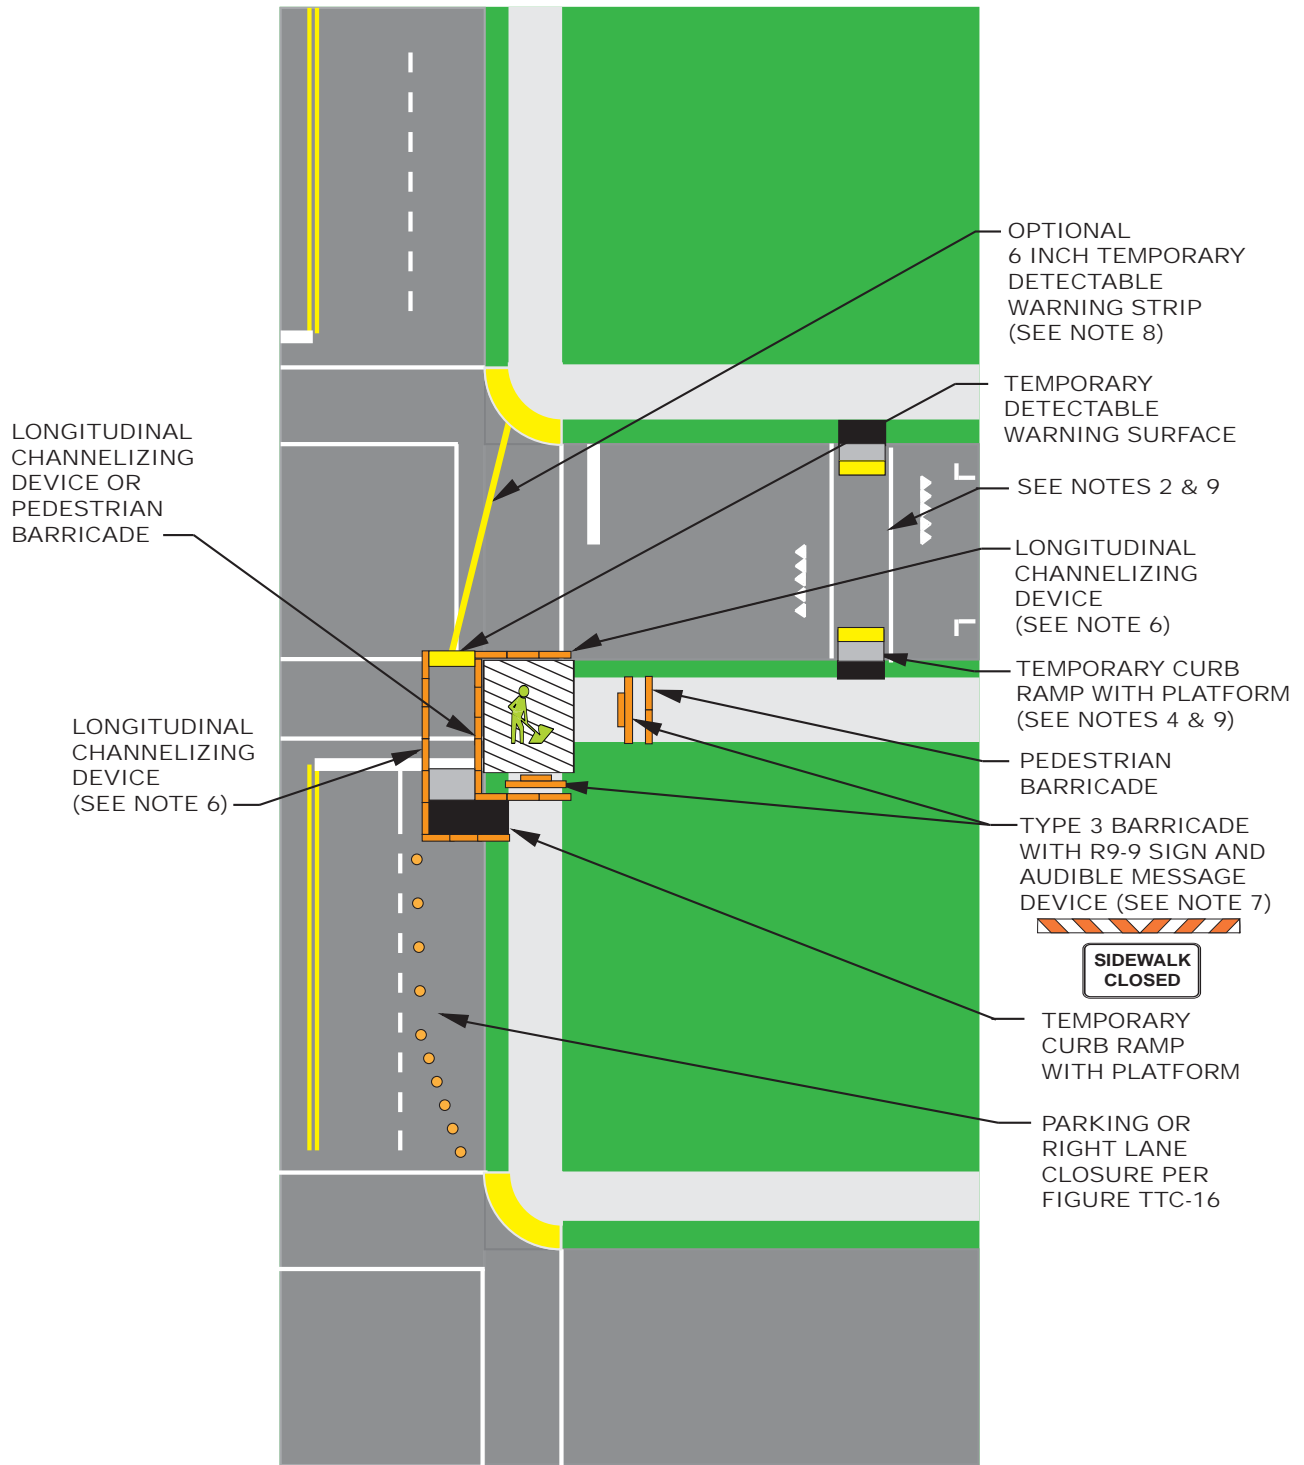 OPTIONAL
6 INCH TEMPORARY
DETECTABLE
WARNING STRIP
(SEE NOTE 8)
TEMPORARY
DETECTABLE
WARNING SURFACE
LONGITUDINAL
CHANNELIZING
DEVICE OR
PEDESTRIAN
BARRICADE
SEE NOTES 2 & 9
LONGITUDINAL
CHANNELIZING
DEVICE
(SEE NOTE 6)
TEMPORARY CURB
RAMP WITH PLATFORM
(SEE NOTES 4 & 9)
LONGITUDINAL
CHANNELIZING
DEVICE
(SEE NOTE 6)
PEDESTRIAN
BARRICADE
TYPE 3 BARRICADE
WITH R9-9 SIGN AND
AUDIBLE MESSAGE
DEVICE (SEE NOTE 7)
SIDEWALK
CLOSED
TEMPORARY
CURB RAMP
WITH PLATFORM
PARKING OR
RIGHT LANE
CLOSURE PER
FIGURE TTC-16